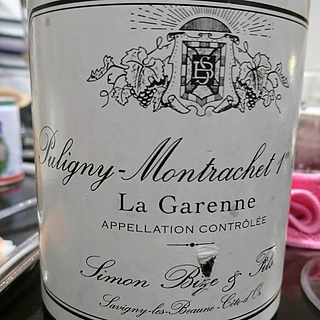 Puligny-Montrachet 1er
La Garenne
APPELLATION CONTRÔLÉE
Simon Bize & Fils
Savigny-les-Beaune-Côte-d'Or